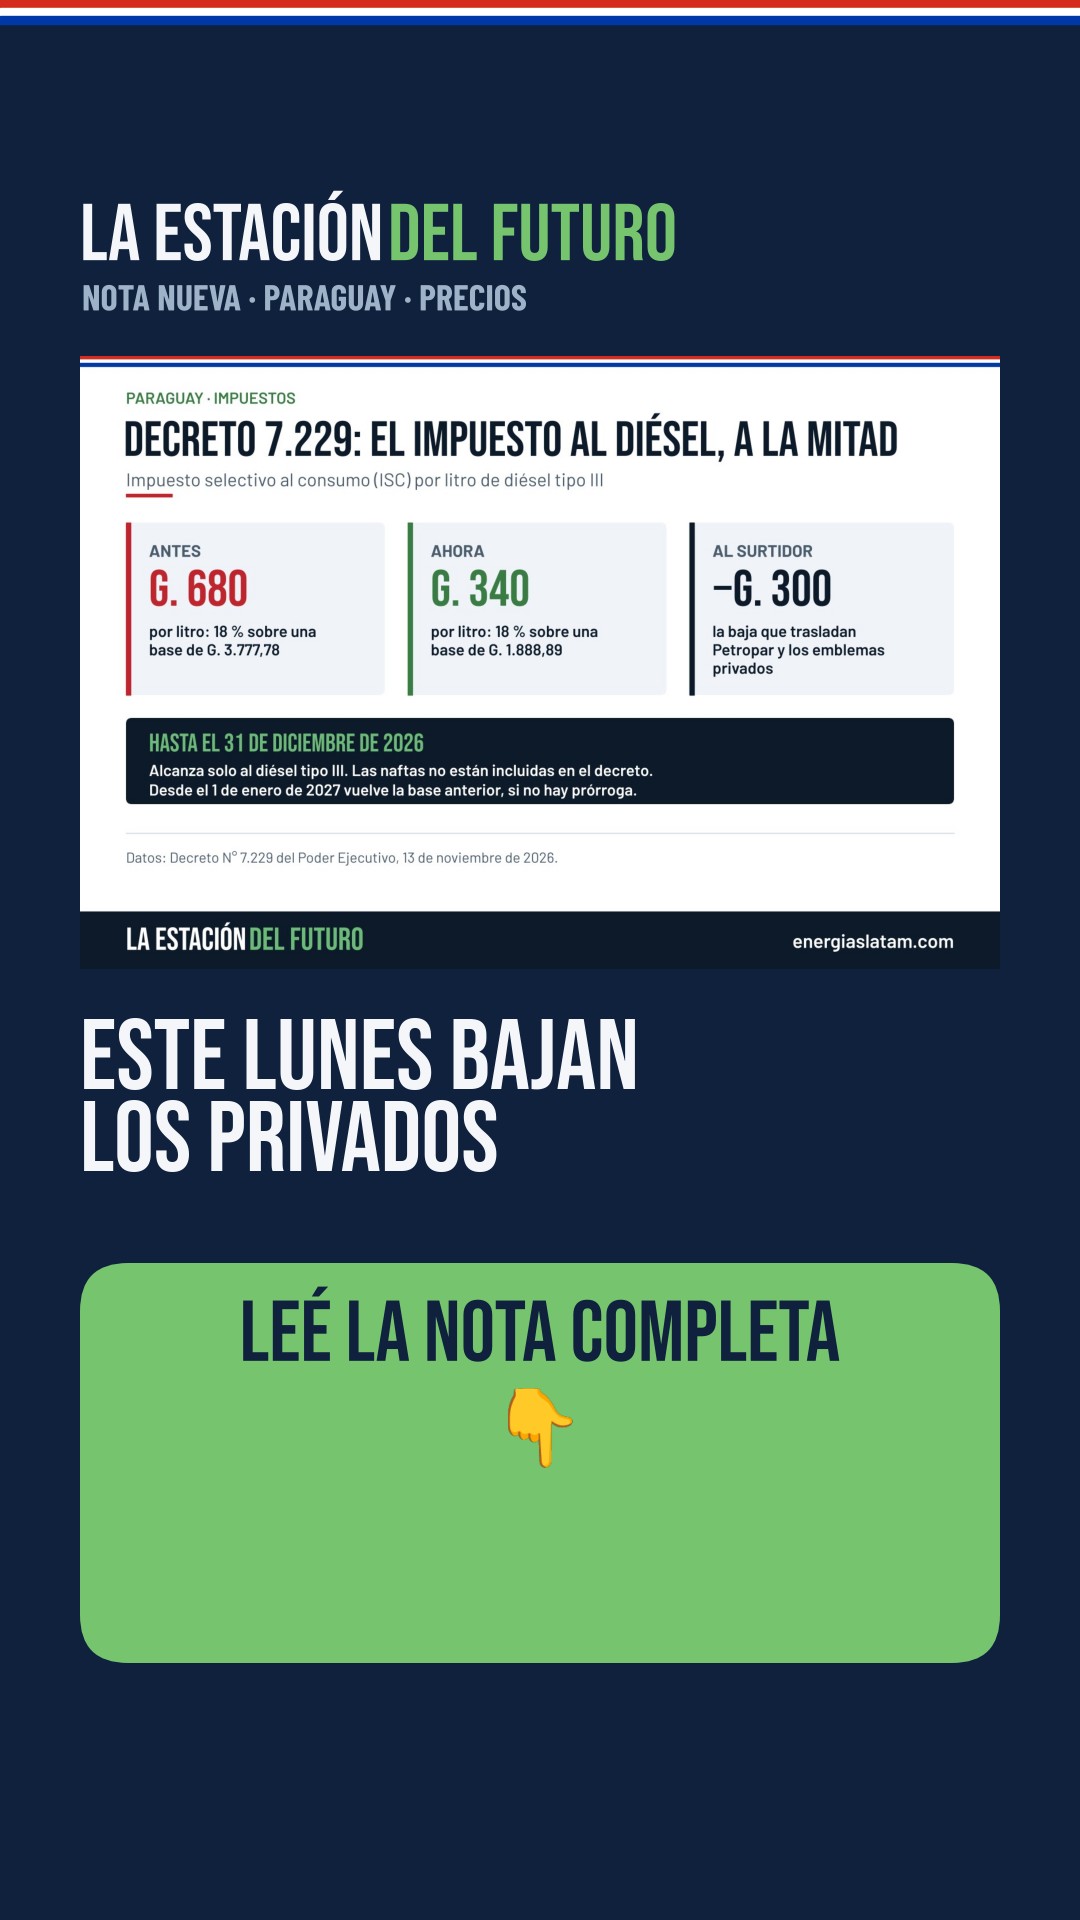 LA ESTACIÓN DEL FUTURO
NOTA NUEVA · PARAGUAY · PRECIOS
PARAGUAY · IMPUESTOS
DECRETO 7.229: EL IMPUESTO AL DIÉSEL, A LA MITAD
Impuesto selectivo al consumo (ISC) por litro de diésel tipo III
ANTES
G. 680
por litro: 18 % sobre una
base de G. 3.777,78
AHORA
G. 340
por litro: 18 % sobre una
base de G. 1.888,89
AL SURTIDOR
−G. 300
la baja que trasladan
Petropar y los emblemas
privados
HASTA EL 31 DE DICIEMBRE DE 2026
Alcanza solo al diésel tipo III. Las naftas no están incluidas en el decreto.
Desde el 1 de enero de 2027 vuelve la base anterior, si no hay prórroga.
Datos: Decreto N° 7.229 del Poder Ejecutivo, 13 de noviembre de 2026.
LA ESTACIÓN DEL FUTURO
energiaslatam.com
ESTE LUNES BAJAN
LOS PRIVADOS
LEÉ LA NOTA COMPLETA
👇